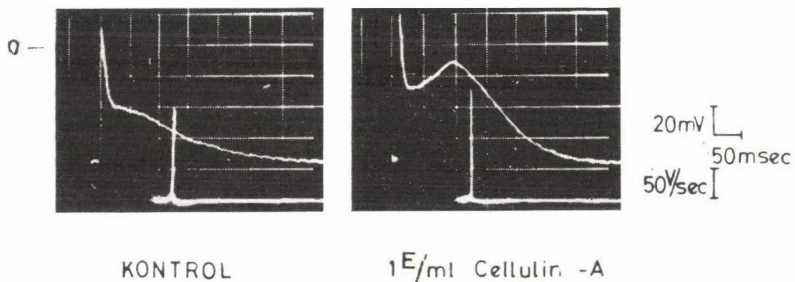 0 –
20mV
50msec
50V/sec
KONTROL
1E/ml Cellulin -A